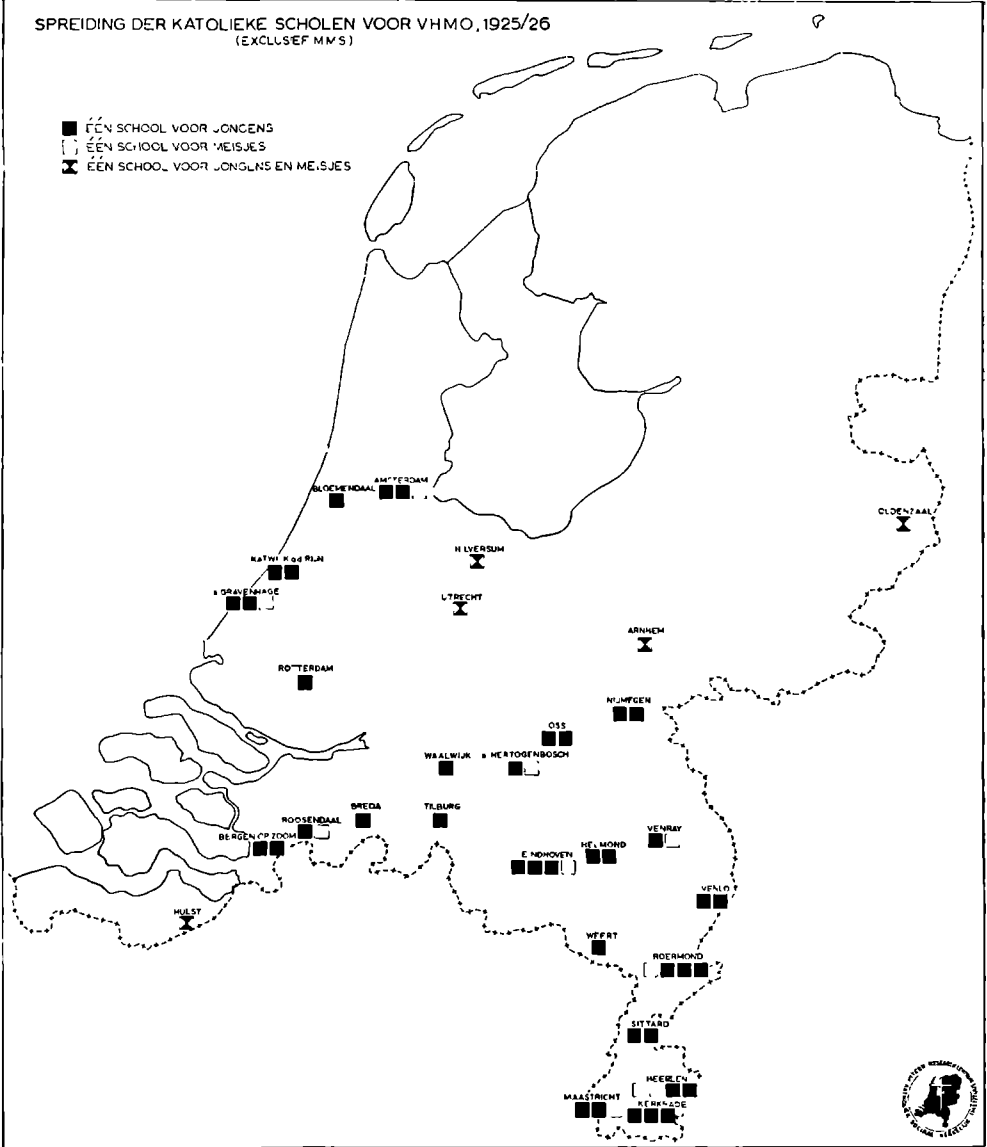 SPREIDING DER KATOLIEKE SCHOLEN VOOR VHMO, 1925/26
(EXCLUSIEF MMS)
ÉÉN SCHOOL VOOR JONGENS
ÉÉN SCHOOL VOOR MEISJES
ÉÉN SCHOOL VOOR JONGENS EN MEISJES
AMSTERDAM
BLOEMENDAAL
OLDENZAAL
HILVERSUM
KATWIJK a d RIJN
s GRAVENHAGE
UTRECHT
ARNHEM
ROTTERDAM
NIJMEGEN
OSS
WAALWIJK
s HERTOGENBOSCH
BREDA
TILBURG
ROOSENDAAL
BERGEN OP ZOOM
VENRAY
HELMOND
EINDHOVEN
VENLO
HULST
WEERT
ROERMOND
SITTARD
HEERLEN
MAASTRICHT
KERKRADE